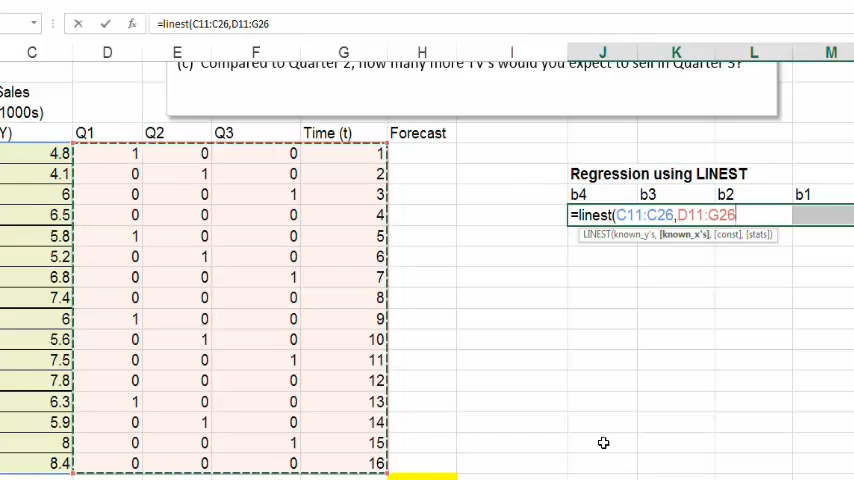 =linest(C11:C26,D11:G26
C D E F G H I J K L M
(c) Compared to Quarter 2, how many more TV's would you expect to sell in Quarter 3?
Sales
1000s)
Y) Q1 Q2 Q3 Time (t) Forecast
4.8 1 0 0 1
4.1 0 1 0 2
6 0 0 1 3
6.5 0 0 0 4
5.8 1 0 0 5
5.2 0 1 0 6
6.8 0 0 1 7
7.4 0 0 0 8
6 1 0 0 9
5.6 0 1 0 10
7.5 0 0 1 11
7.8 0 0 0 12
6.3 1 0 0 13
5.9 0 1 0 14
8 0 0 1 15
8.4 0 0 0 16
Regression using LINEST
b4 b3 b2 b1
=linest(C11:C26,D11:G26
LINEST(known_y's, [known_x's], [const], [stats])